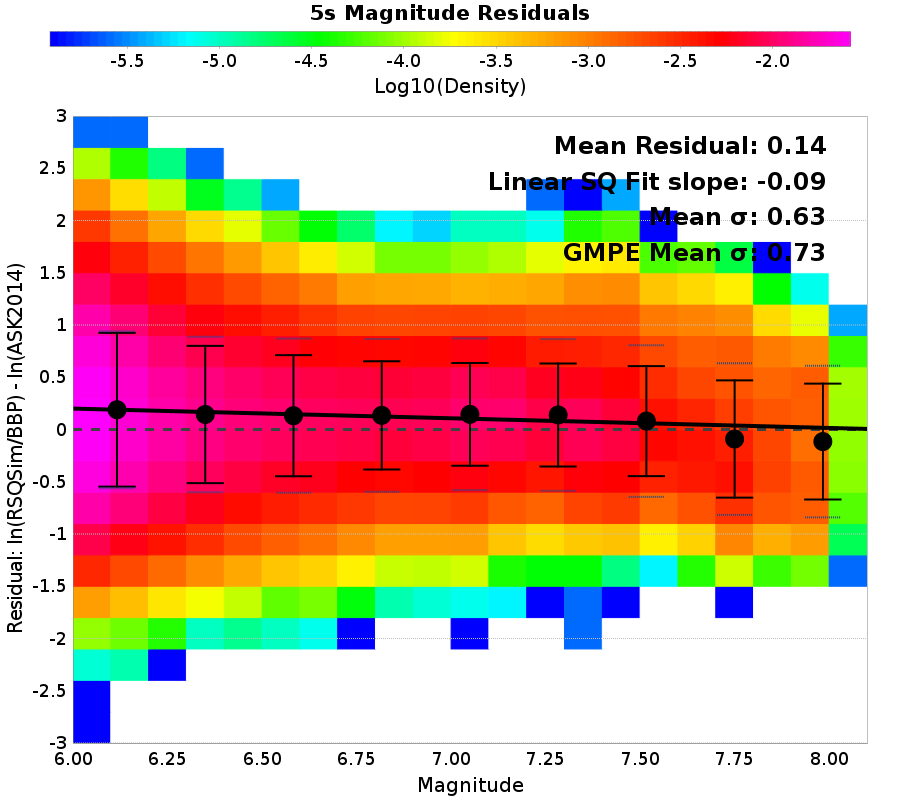 5s Magnitude Residuals
-5.5 -5.0 -4.5 -4.0 -3.5 -3.0 -2.5 -2.0
Log10(Density)
Mean Residual: 0.14
Linear SQ Fit slope: -0.09
Mean σ: 0.63
GMPE Mean σ: 0.73
Residual: ln(RSQSim/BBP) - ln(ASK2014)
3
2.5
2
1.5
1
0.5
0
-0.5
-1
-1.5
-2
-2.5
-3
6.00 6.25 6.50 6.75 7.00 7.25 7.50 7.75 8.00
Magnitude